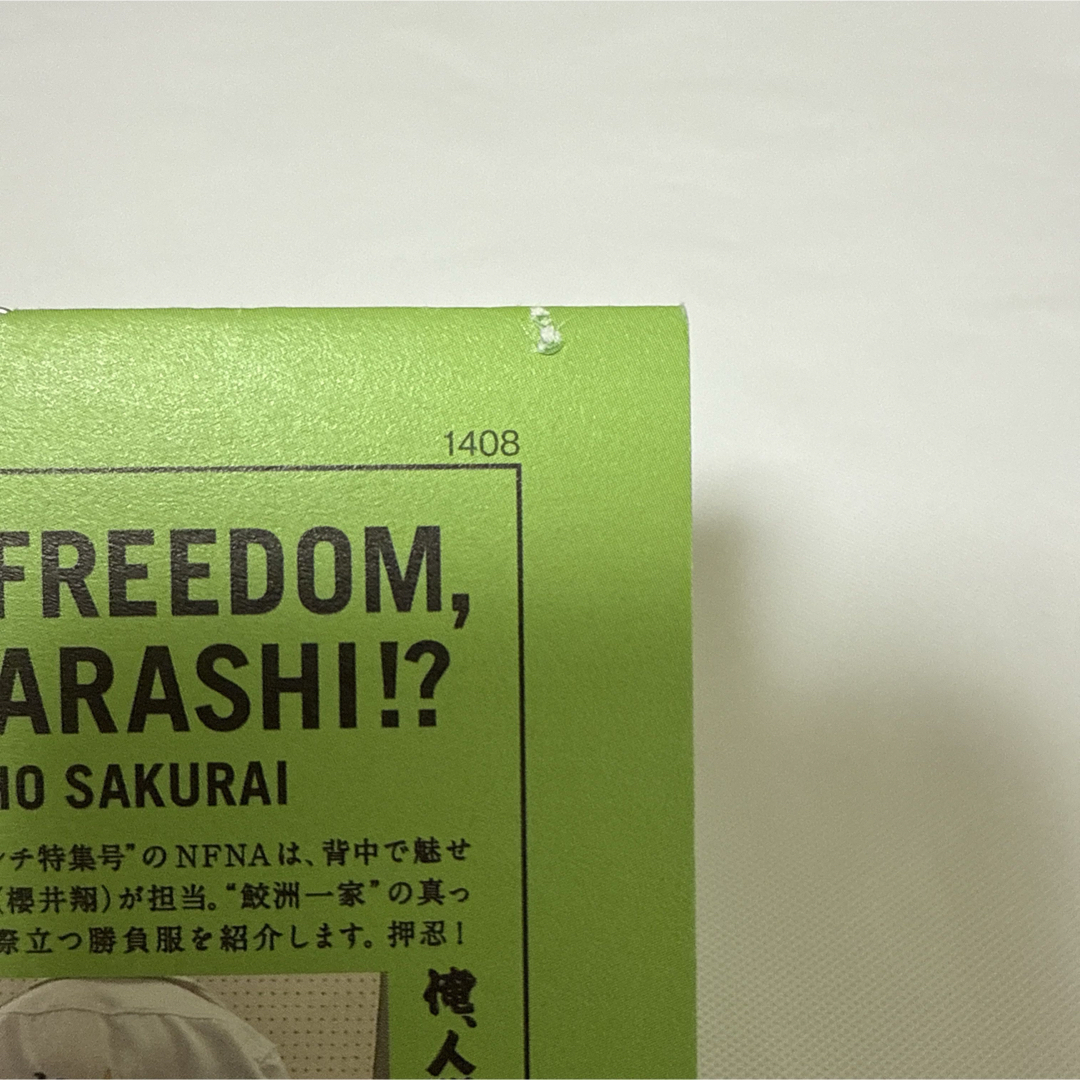 1408
FREEDOM,
ARASHI!?
HO SAKURAI
ンチ特集号”のNFNAは、背中で魅せ
(櫻井翔)が担当。“鮫洲一家”の真っ
際立つ勝負服を紹介します。押忍!
俺、人